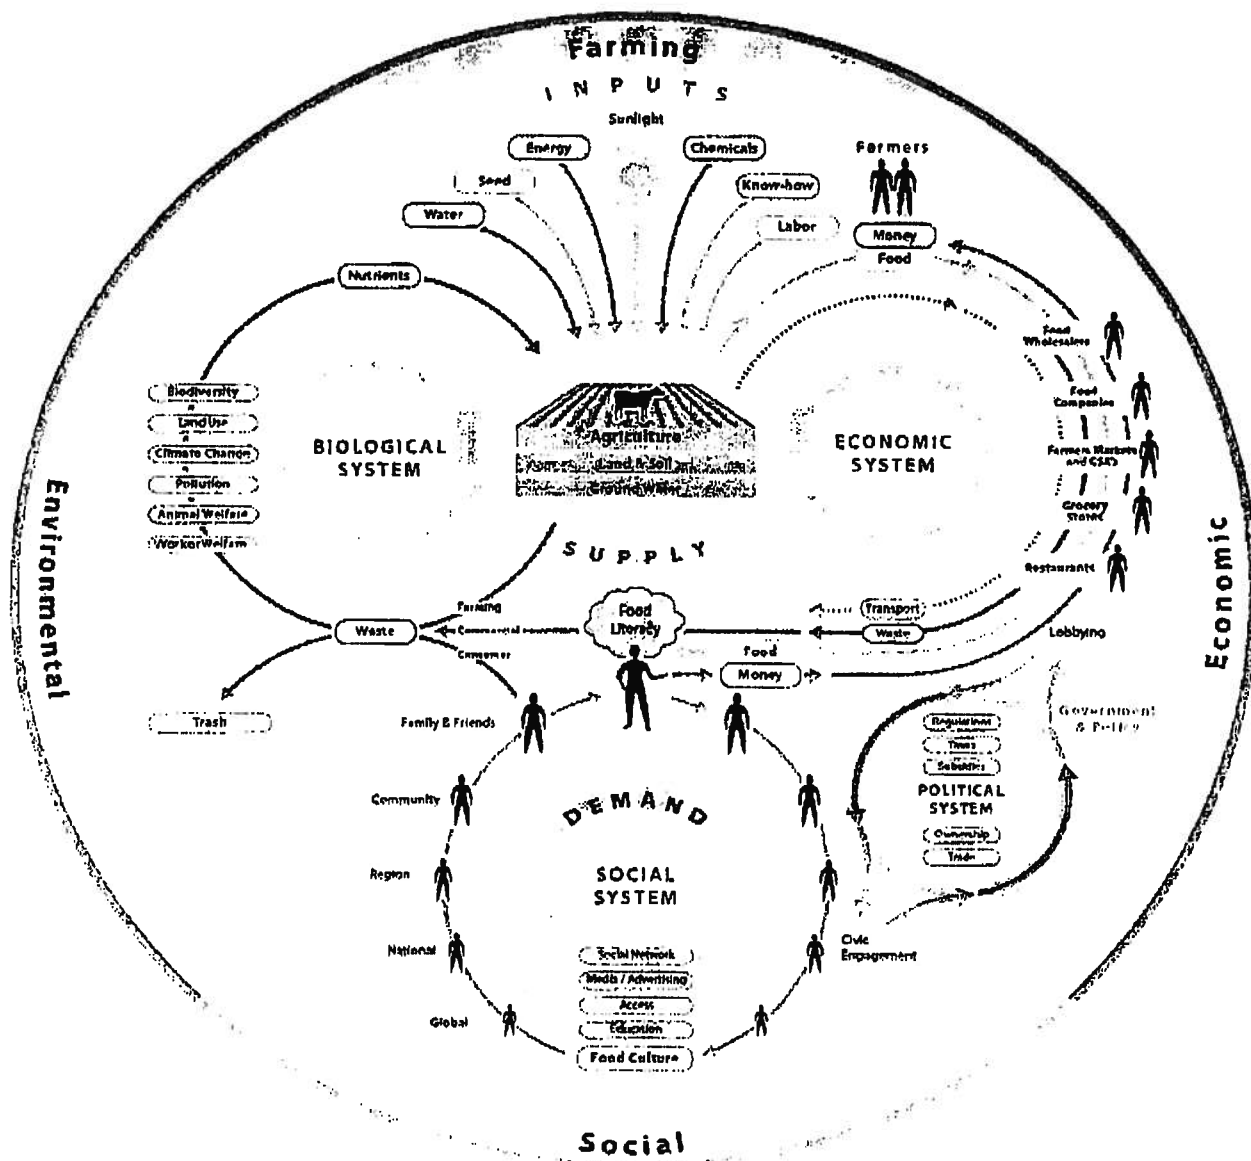 Farming
INPUTS
Sunlight
Energy
Chemicals
Farmers
Seed
Know-how
Water
Labor
Money
Food
Nutrients
Food
Wholesalers
Biodiversity
Land Use
Climate Change
Pollution
Animal Welfare
Worker Welfare
BIOLOGICAL
SYSTEM
Agriculture
Land & Soil
Ground Water
ECONOMIC
SYSTEM
Food
Companies
Farmers Markets
and CSA's
Grocery
Stores
Restaurants
Environmental
Economic
SUPPLY
Farming
Commercial
Consumer
Waste
Food
Literacy
Transport
Waste
Lobbying
Food
Money
Trash
Family & Friends
Government
& Policy
Regulations
Taxes
Subsidies
POLITICAL
SYSTEM
Ownership
Trade
Community
DEMAND
Region
SOCIAL
SYSTEM
National
Civic
Engagement
Social Network
Media / Advertising
Access
Education
Food Culture
Global
Social